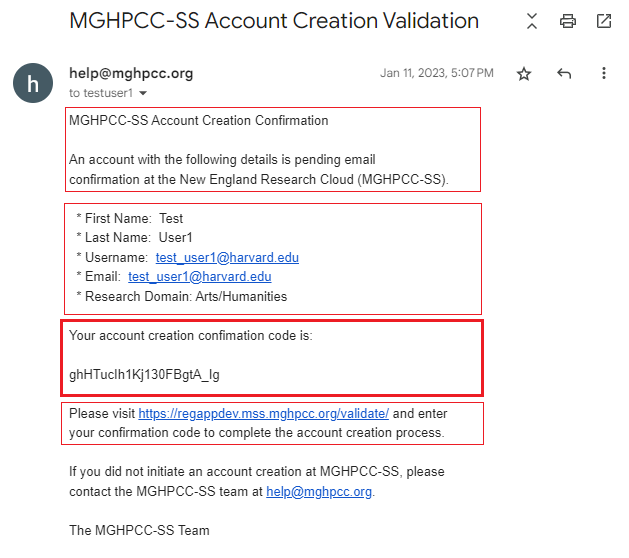 MGHPCC-SS Account Creation Validation
h
help@mghpcc.org
Jan 11, 2023, 5:07 PM
to testuser1
MGHPCC-SS Account Creation Confirmation
An account with the following details is pending email
confirmation at the New England Research Cloud (MGHPCC-SS).
* First Name: Test
* Last Name: User1
* Username: test_user1@harvard.edu
* Email: test_user1@harvard.edu
* Research Domain: Arts/Humanities
Your account creation confimation code is:
ghHTucIh1Kj130FBgtA_Ig
Please visit https://regappdev.mss.mghpcc.org/validate/ and enter
your confirmation code to complete the account creation process.
If you did not initiate an account creation at MGHPCC-SS, please
contact the MGHPCC-SS team at help@mghpcc.org.
The MGHPCC-SS Team